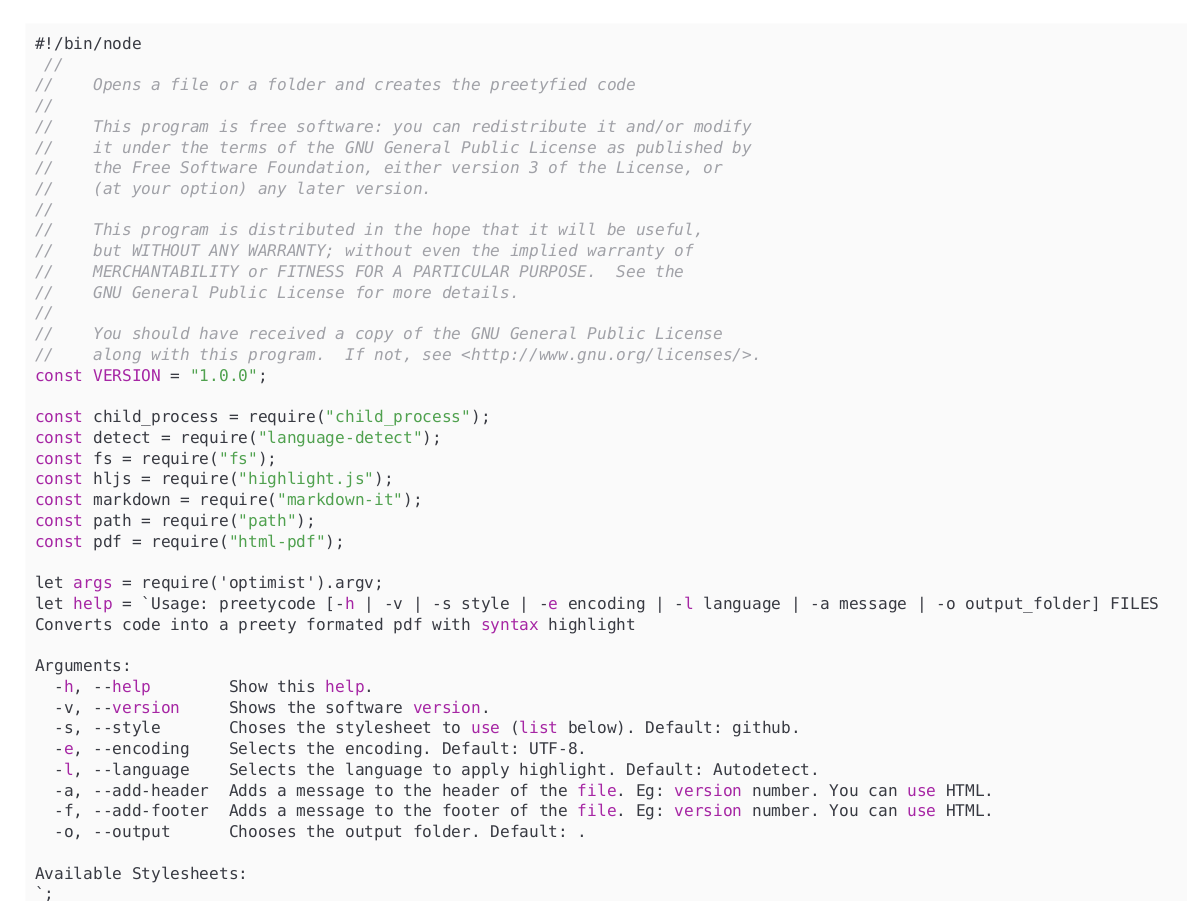 #!/bin/node
 //
//    Opens a file or a folder and creates the preetyfied code
//
//    This program is free software: you can redistribute it and/or modify
//    it under the terms of the GNU General Public License as published by
//    the Free Software Foundation, either version 3 of the License, or
//    (at your option) any later version.
//
//    This program is distributed in the hope that it will be useful,
//    but WITHOUT ANY WARRANTY; without even the implied warranty of
//    MERCHANTABILITY or FITNESS FOR A PARTICULAR PURPOSE.  See the
//    GNU General Public License for more details.
//
//    You should have received a copy of the GNU General Public License
//    along with this program.  If not, see <http://www.gnu.org/licenses/>.
const VERSION = "1.0.0";

const child_process = require("child_process");
const detect = require("language-detect");
const fs = require("fs");
const hljs = require("highlight.js");
const markdown = require("markdown-it");
const path = require("path");
const pdf = require("html-pdf");

let args = require('optimist').argv;
let help = `Usage: preetycode [-h | -v | -s style | -e encoding | -l language | -a message | -o output_folder] FILES
Converts code into a preety formated pdf with syntax highlight

Arguments:
  -h, --help        Show this help.
  -v, --version     Shows the software version.
  -s, --style       Choses the stylesheet to use (list below). Default: github.
  -e, --encoding    Selects the encoding. Default: UTF-8.
  -l, --language    Selects the language to apply highlight. Default: Autodetect.
  -a, --add-header  Adds a message to the header of the file. Eg: version number. You can use HTML.
  -f, --add-footer  Adds a message to the footer of the file. Eg: version number. You can use HTML.
  -o, --output      Chooses the output folder. Default: .

Available Stylesheets:
`;